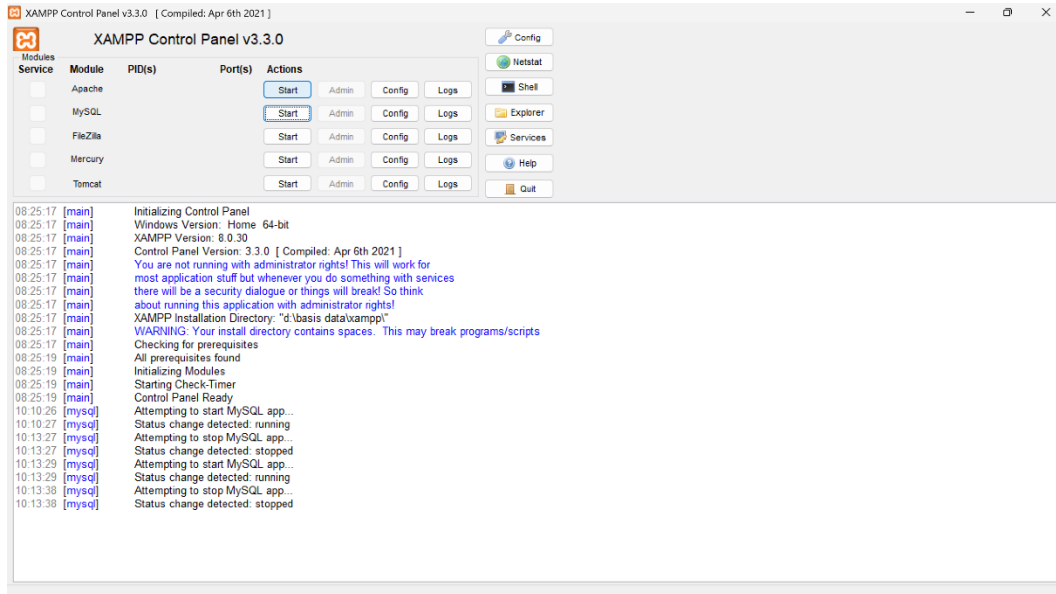 XAMPP Control Panel v3.3.0 [ Compiled: Apr 6th 2021 ]
XAMPP Control Panel v3.3.0
Config
Modules
Service Module PID(s) Port(s) Actions
Netstat
Apache Start Admin Config Logs
Shell
MySQL Start Admin Config Logs
Explorer
FileZilla Start Admin Config Logs
Services
Mercury Start Admin Config Logs
Help
Tomcat Start Admin Config Logs
Quit
08:25:17 [main] Initializing Control Panel
08:25:17 [main] Windows Version: Home 64-bit
08:25:17 [main] XAMPP Version: 8.0.30
08:25:17 [main] Control Panel Version: 3.3.0 [ Compiled: Apr 6th 2021 ]
08:25:17 [main] You are not running with administrator rights! This will work for
08:25:17 [main] most application stuff but whenever you do something with services
08:25:17 [main] there will be a security dialogue or things will break! So think
08:25:17 [main] about running this application with administrator rights!
08:25:17 [main] XAMPP Installation Directory: "d:\basis data\xampp\"
08:25:17 [main] WARNING: Your install directory contains spaces. This may break programs/scripts
08:25:17 [main] Checking for prerequisites
08:25:19 [main] All prerequisites found
08:25:19 [main] Initializing Modules
08:25:19 [main] Starting Check-Timer
08:25:19 [main] Control Panel Ready
10:10:26 [mysql] Attempting to start MySQL app...
10:10:27 [mysql] Status change detected: running
10:13:27 [mysql] Attempting to stop MySQL app...
10:13:27 [mysql] Status change detected: stopped
10:13:29 [mysql] Attempting to start MySQL app...
10:13:29 [mysql] Status change detected: running
10:13:38 [mysql] Attempting to stop MySQL app...
10:13:38 [mysql] Status change detected: stopped